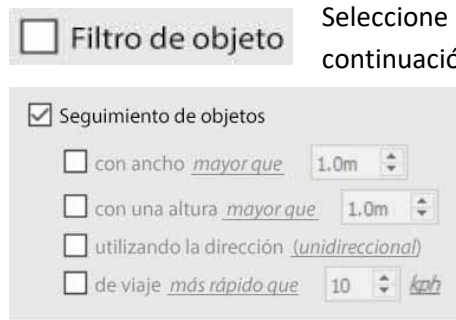 Filtro de objeto
Seleccione
continuació
Seguimiento de objetos
con ancho mayor que 1.0m
con una altura mayor que 1.0m
utilizando la dirección (unidireccional)
de viaje más rápido que 10 kph